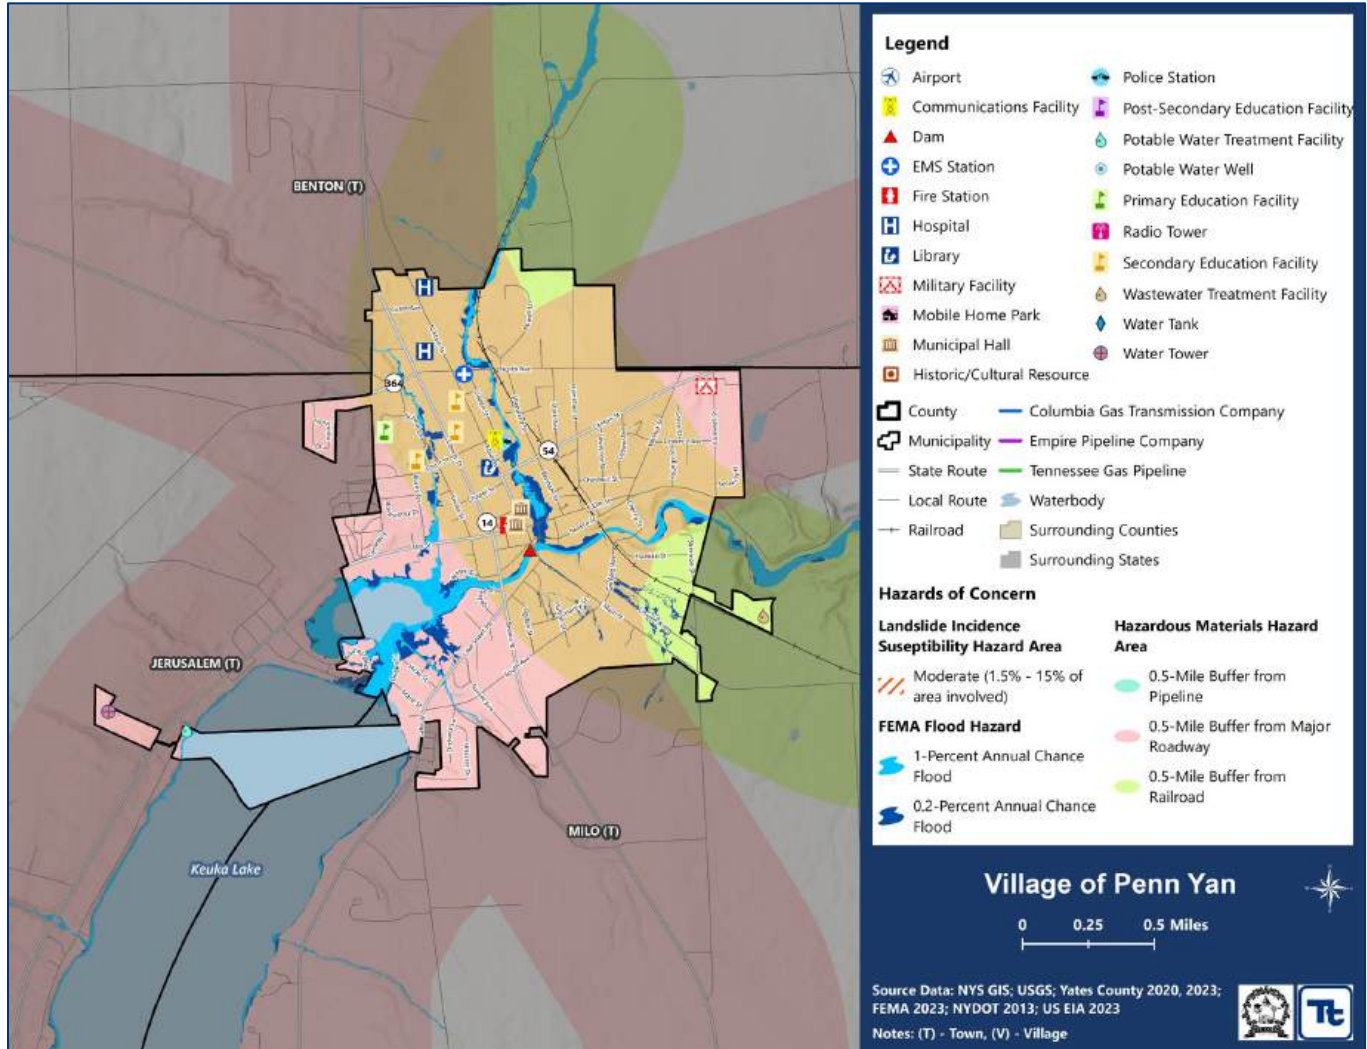 BENTON (T)
364
54
14
JERUSALEM (T)
MILO (T)
Keuka Lake
Legend
Airport
Communications Facility
Dam
EMS Station
Fire Station
Hospital
Library
Military Facility
Mobile Home Park
Municipal Hall
Historic/Cultural Resource
Police Station
Post-Secondary Education Facility
Potable Water Treatment Facility
Potable Water Well
Primary Education Facility
Radio Tower
Secondary Education Facility
Wastewater Treatment Facility
Water Tank
Water Tower
County
Municipality
State Route
Local Route
Railroad
Columbia Gas Transmission Company
Empire Pipeline Company
Tennessee Gas Pipeline
Waterbody
Surrounding Counties
Surrounding States
Hazards of Concern
Landslide Incidence
Suseptibility Hazard Area
Moderate (1.5% - 15% of
area involved)
FEMA Flood Hazard
1-Percent Annual Chance
Flood
0.2-Percent Annual Chance
Flood
Hazardous Materials Hazard
Area
0.5-Mile Buffer from
Pipeline
0.5-Mile Buffer from Major
Roadway
0.5-Mile Buffer from
Railroad
Village of Penn Yan
0 0.25 0.5 Miles
Source Data: NYS GIS; USGS; Yates County 2020, 2023;
FEMA 2023; NYDOT 2013; US EIA 2023
Notes: (T) - Town, (V) - Village
Tt